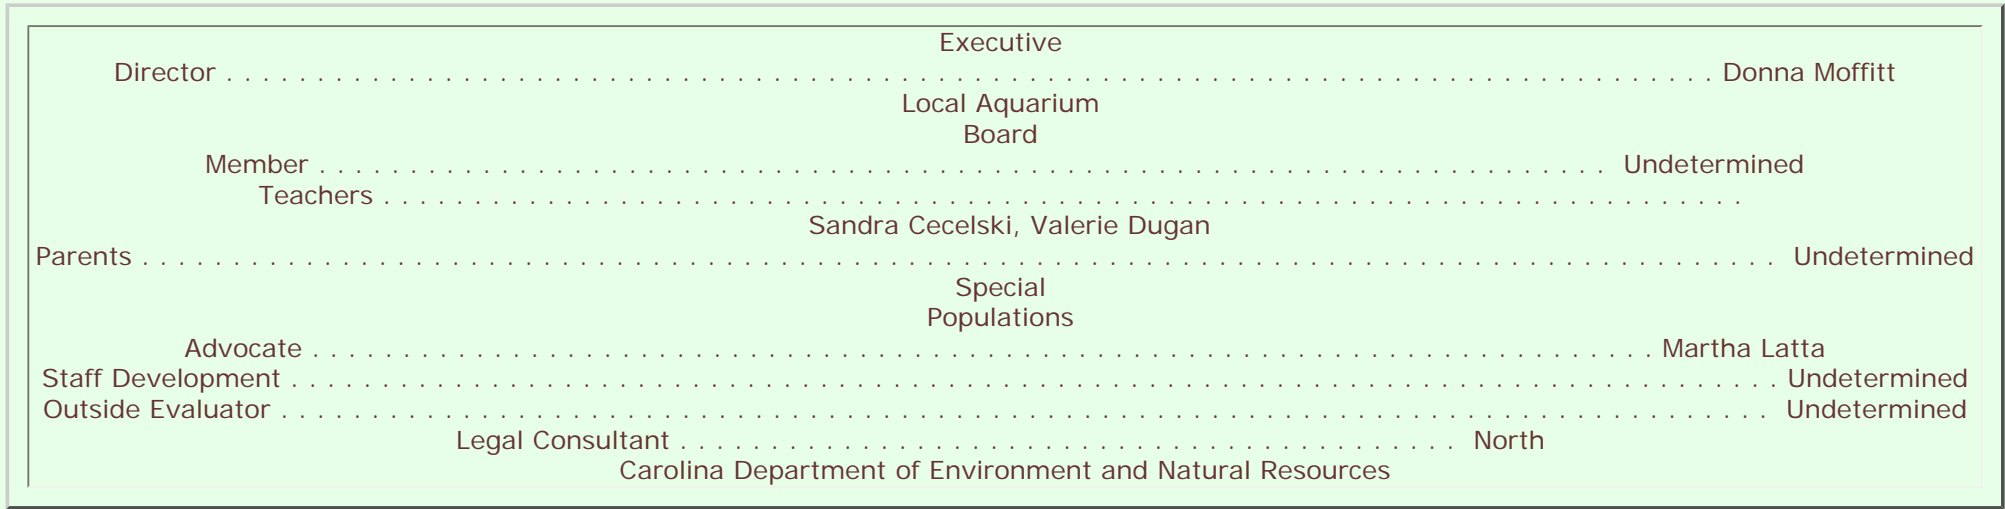 Executive
Director . . . . . . . . . . . . . . . . . . . . . . . . . . . . . . . . . . . . . . . . . . . . . . . . . . . . . . . . . . . . . . . . . . . . . . . . . . . . . . . . . . Donna Moffitt
Local Aquarium
Board
Member . . . . . . . . . . . . . . . . . . . . . . . . . . . . . . . . . . . . . . . . . . . . . . . . . . . . . . . . . . . . . . . . . . . . . . . Undetermined
Teachers . . . . . . . . . . . . . . . . . . . . . . . . . . . . . . . . . . . . . . . . . . . . . . . . . . . . . . . . . . . . . . . . . . . . . . . . . . .
Sandra Cecelski, Valerie Dugan
Parents . . . . . . . . . . . . . . . . . . . . . . . . . . . . . . . . . . . . . . . . . . . . . . . . . . . . . . . . . . . . . . . . . . . . . . . . . . . . . . . . . . . . . . . . . . Undetermined
Special
Populations
Advocate . . . . . . . . . . . . . . . . . . . . . . . . . . . . . . . . . . . . . . . . . . . . . . . . . . . . . . . . . . . . . . . . . . . . . . . . . . Martha Latta
Staff Development . . . . . . . . . . . . . . . . . . . . . . . . . . . . . . . . . . . . . . . . . . . . . . . . . . . . . . . . . . . . . . . . . . . . . . . . . . . . . . . . . . Undetermined
Outside Evaluator . . . . . . . . . . . . . . . . . . . . . . . . . . . . . . . . . . . . . . . . . . . . . . . . . . . . . . . . . . . . . . . . . . . . . . . . . . . . . . . . . . Undetermined
Legal Consultant . . . . . . . . . . . . . . . . . . . . . . . . . . . . . . . . . . . . . . . . . . . North
Carolina Department of Environment and Natural Resources